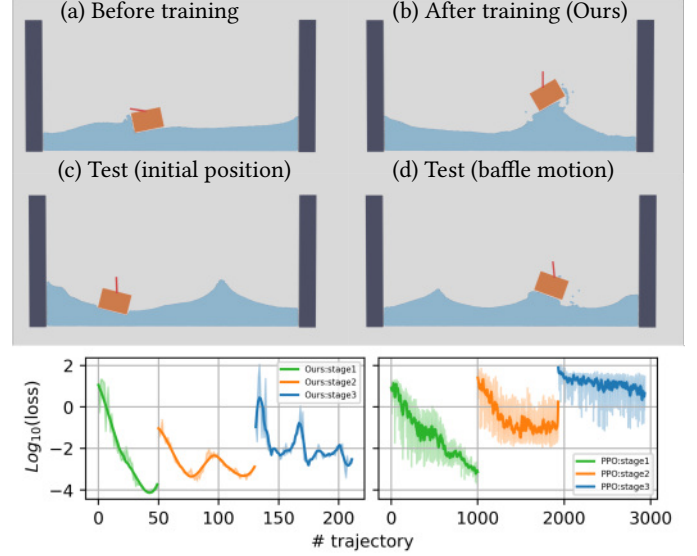 (a) Before training
(b) After training (Ours)
(c) Test (initial position)
(d) Test (baffle motion)
Log10(loss)
2
0
−2
−4
Ours:stage1
Ours:stage2
Ours:stage3
PPO:stage1
PPO:stage2
PPO:stage3
0 50 100 150 200
0 1000 2000 3000
# trajectory